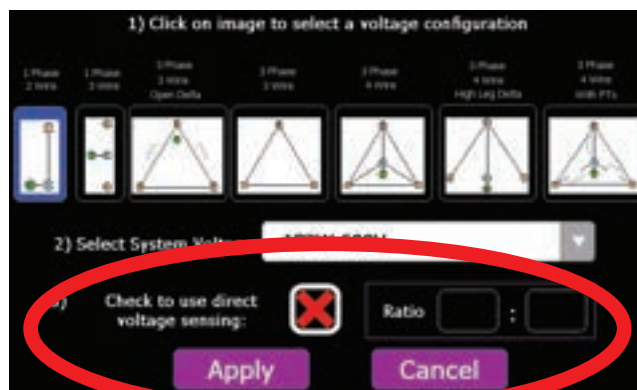 1) Click on image to select a voltage configuration
1 Phase
2 Wire
1 Phase
3 Wire
3 Phase
3 Wire
Open Delta
3 Phase
3 Wire
3 Phase
4 Wire
3 Phase
4 Wire
High Leg Delta
3 Phase
4 Wire
With PTs
2) Select System
Check to use direct
voltage sensing:
Ratio
:
Apply
Cancel